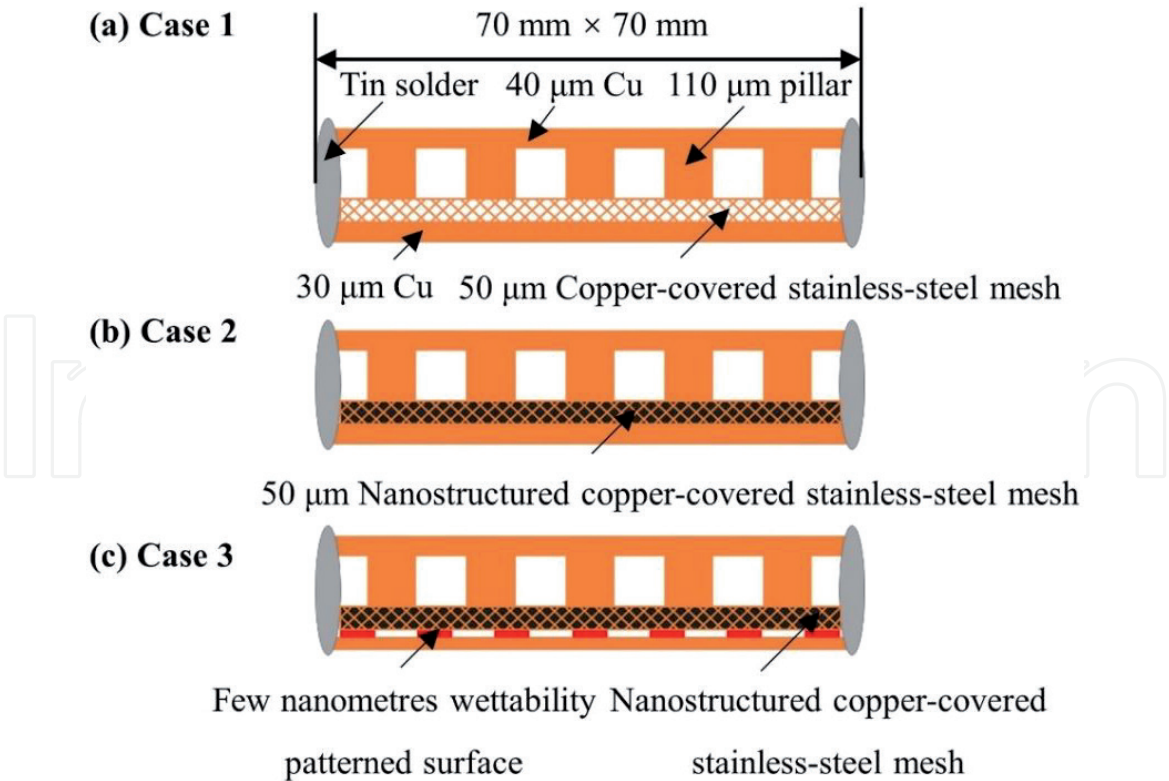 (a) Case 1
70 mm × 70 mm
Tin solder 40 μm Cu 110 μm pillar
30 μm Cu 50 μm Copper-covered stainless-steel mesh
(b) Case 2
50 μm Nanostructured copper-covered stainless-steel mesh
(c) Case 3
Few nanometres wettability Nanostructured copper-covered
patterned surface stainless-steel mesh